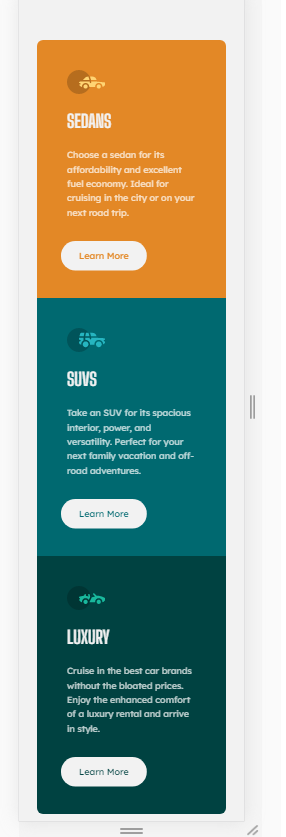 SEDANS
Choose a sedan for its
affordability and excellent
fuel economy. Ideal for
cruising in the city or on your
next road trip.
Learn More
SUVS
Take an SUV for its spacious
interior, power, and
versatility. Perfect for your
next family vacation and off-
road adventures.
Learn More
LUXURY
Cruise in the best car brands
without the bloated prices.
Enjoy the enhanced comfort
of a luxury rental and arrive
in style.
Learn More